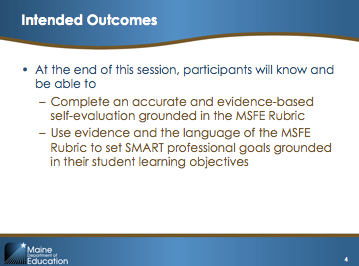 Intended Outcomes
• At the end of this session, participants will know and
be able to
– Complete an accurate and evidence-based
self-evaluation grounded in the MSFE Rubric
– Use evidence and the language of the MSFE
Rubric to set SMART professional goals grounded
in their student learning objectives
Maine
Department of
Education
4